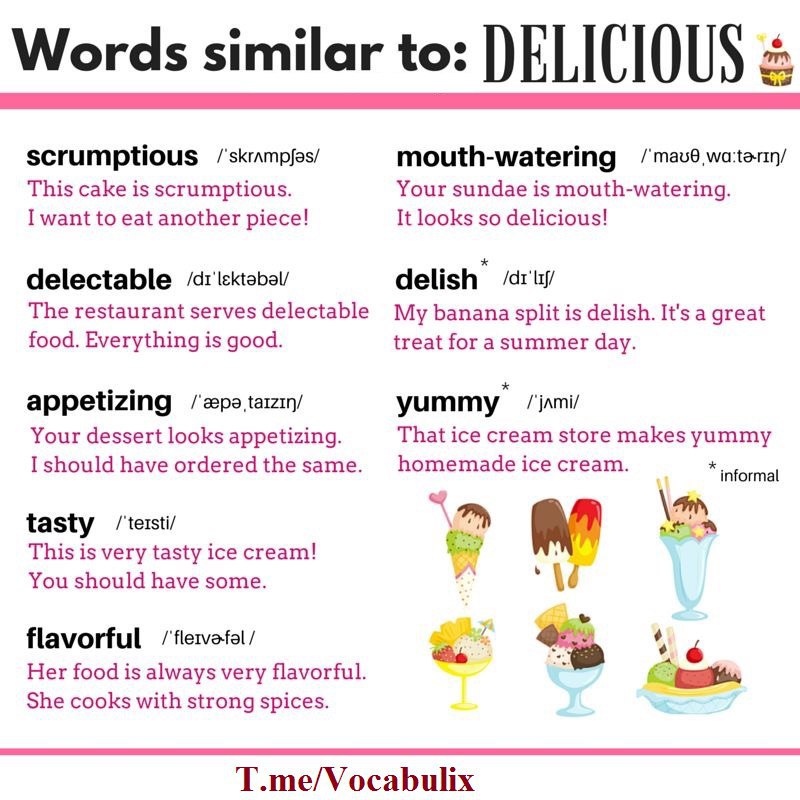 Words similar to: DELICIOUS
scrumptious /ˈskrʌmpʃəs/
This cake is scrumptious.
I want to eat another piece!
delectable /dɪˈlɛktəbəl/
The restaurant serves delectable
food. Everything is good.
appetizing /ˈæpəˌtaɪzɪŋ/
Your dessert looks appetizing.
I should have ordered the same.
tasty /ˈteɪsti/
This is very tasty ice cream!
You should have some.
flavorful /ˈfleɪvɚfəl/
Her food is always very flavorful.
She cooks with strong spices.
mouth-watering /ˈmaʊθˌwɑːtɚɪŋ/
Your sundae is mouth-watering.
It looks so delicious!
delish* /dɪˈlɪʃ/
My banana split is delish. It's a great
treat for a summer day.
yummy* /ˈjʌmi/
That ice cream store makes yummy
homemade ice cream.
* informal
T.me/Vocabulix